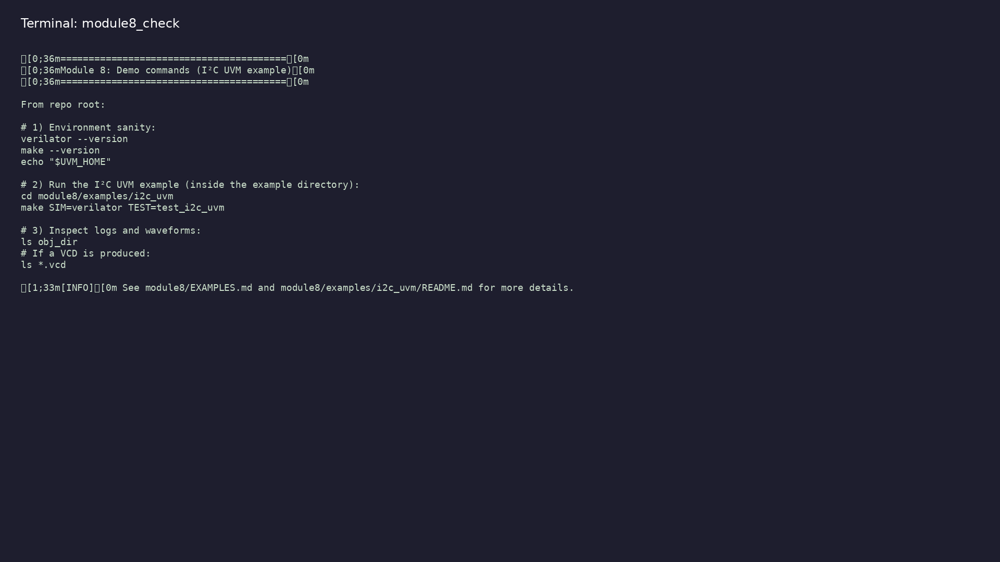 Terminal: module8_check
␛[0;36m========================================␛[0m
␛[0;36mModule 8: Demo commands (I²C UVM example)␛[0m
␛[0;36m========================================␛[0m
From repo root:
# 1) Environment sanity:
verilator --version
make --version
echo "$UVM_HOME"
# 2) Run the I²C UVM example (inside the example directory):
cd module8/examples/i2c_uvm
make SIM=verilator TEST=test_i2c_uvm
# 3) Inspect logs and waveforms:
ls obj_dir
# If a VCD is produced:
ls *.vcd
␛[1;33m[INFO]␛[0m See module8/EXAMPLES.md and module8/examples/i2c_uvm/README.md for more details.